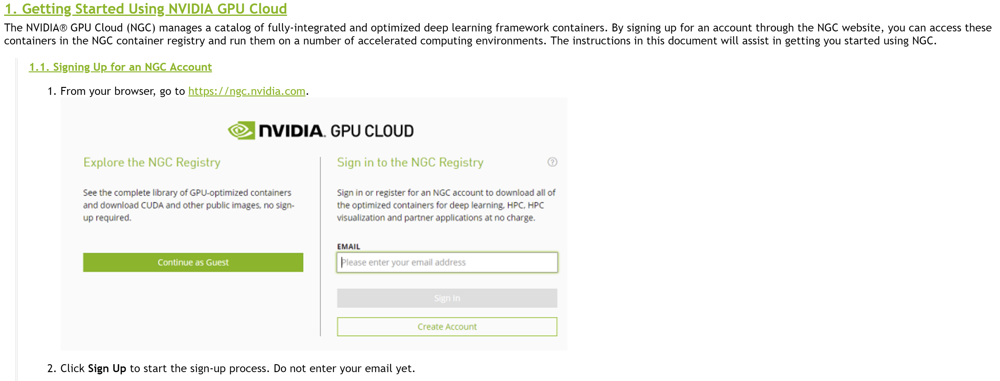 1. Getting Started Using NVIDIA GPU Cloud
The NVIDIA® GPU Cloud (NGC) manages a catalog of fully-integrated and optimized deep learning framework containers. By signing up for an account through the NGC website, you can access these
containers in the NGC container registry and run them on a number of accelerated computing environments. The instructions in this document will assist in getting you started using NGC.
1.1. Signing Up for an NGC Account
1. From your browser, go to https://ngc.nvidia.com.
NVIDIA. GPU CLOUD
Explore the NGC Registry
See the complete library of GPU-optimized containers
and download CUDA and other public images, no sign-
up required.
Continue as Guest
Sign in to the NGC Registry
?
Sign in or register for an NGC account to download all of
the optimized containers for deep learning, HPC, HPC
visualization and partner applications at no charge.
EMAIL
Please enter your email address
Sign In
Create Account
2. Click Sign Up to start the sign-up process. Do not enter your email yet.